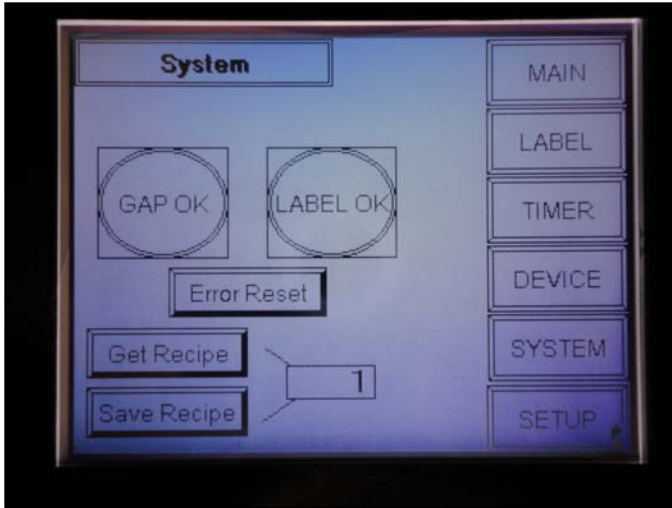 System
MAIN
LABEL
GAP OK
LABEL OK
TIMER
Error Reset
DEVICE
Get Recipe
SYSTEM
1
Save Recipe
SETUP